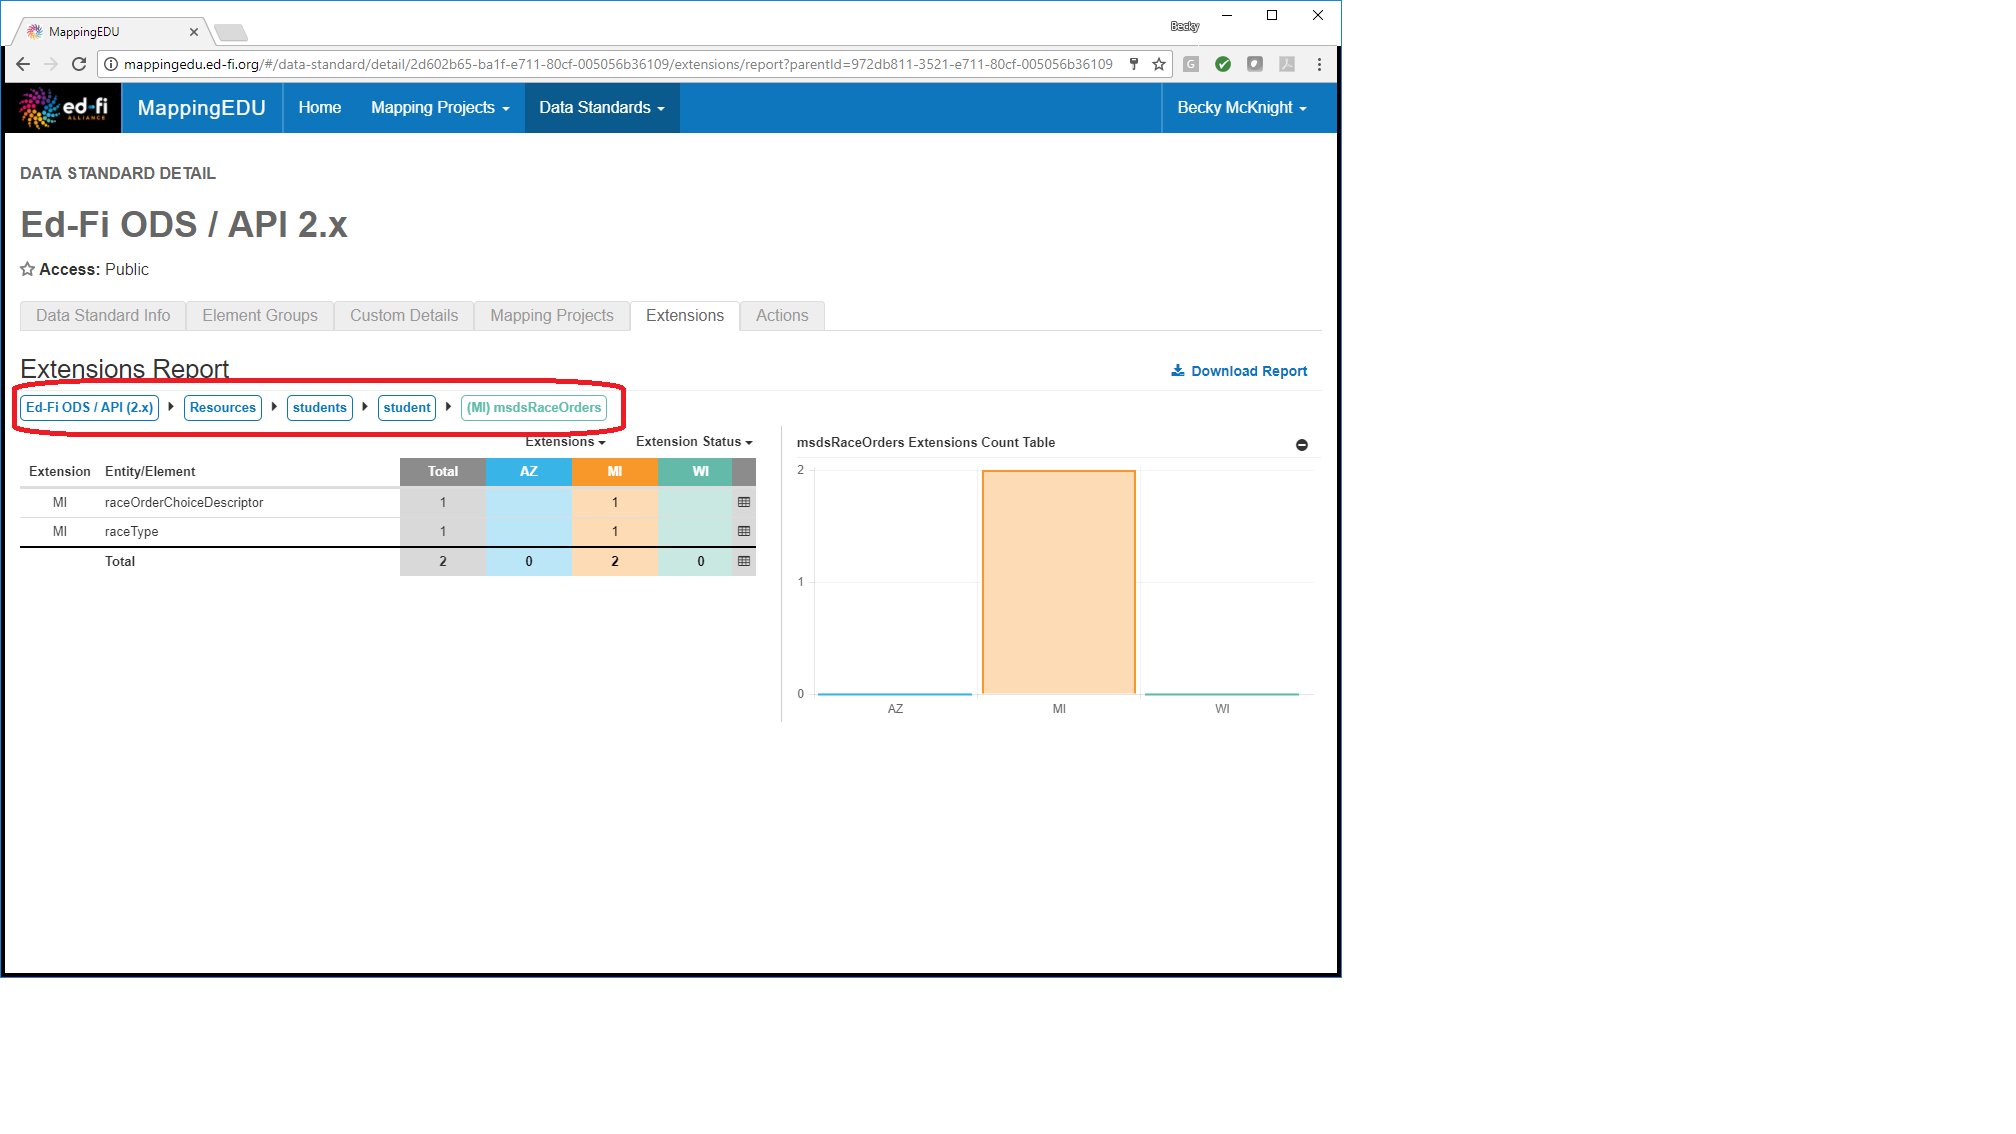 MappingEDU
Becky
mappingedu.ed-fi.org/#/data-standard/detail/2d602b65-ba1f-e711-80cf-005056b36109/extensions/report?parentId=972db811-3521-e711-80cf-005056b36109
G
ed-fi ALLIANCE MappingEDU Home Mapping Projects Data Standards Becky McKnight
DATA STANDARD DETAIL
Ed-Fi ODS / API 2.x
Access: Public
Data Standard Info Element Groups Custom Details Mapping Projects Extensions Actions
Extensions Report
Download Report
Ed-Fi ODS / API (2.x) Resources students student (MI) msdsRaceOrders
Extensions Extension Status
Extension Entity/Element Total AZ MI WI
MI raceOrderChoiceDescriptor 1 1
MI raceType 1 1
Total 2 0 2 0
msdsRaceOrders Extensions Count Table
2
1
0
AZ MI WI